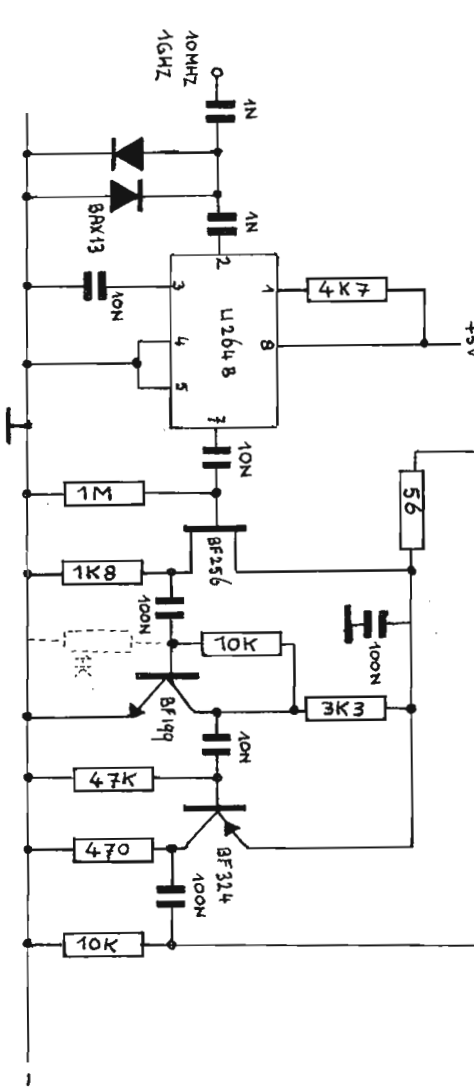 10MHZ
1GHZ
1N
BAX13
1N
2
3
10N
U264B
1
4K7
8
+5V
4
5
7
10N
1M
56
BF256
1K8
100N
10K
100N
1K
BF199
3K3
10N
47K
BF324
470
100N
10K